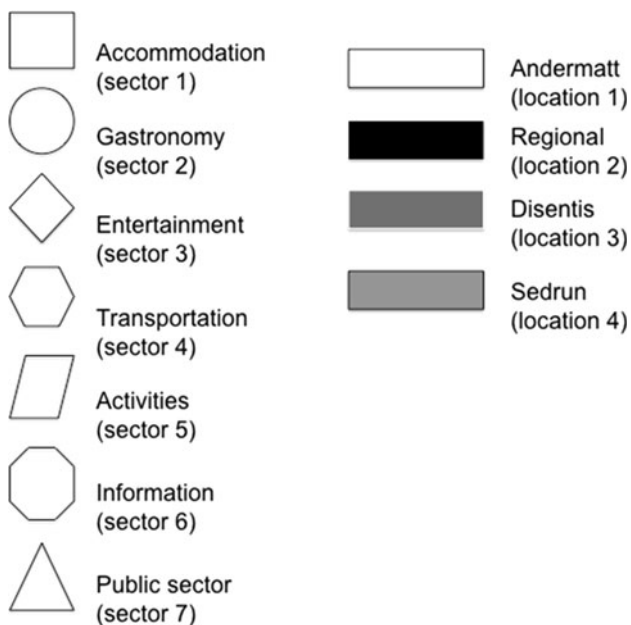 Accommodation
(sector 1)
Gastronomy
(sector 2)
Entertainment
(sector 3)
Transportation
(sector 4)
Activities
(sector 5)
Information
(sector 6)
Public sector
(sector 7)
Andermatt
(location 1)
Regional
(location 2)
Disentis
(location 3)
Sedrun
(location 4)